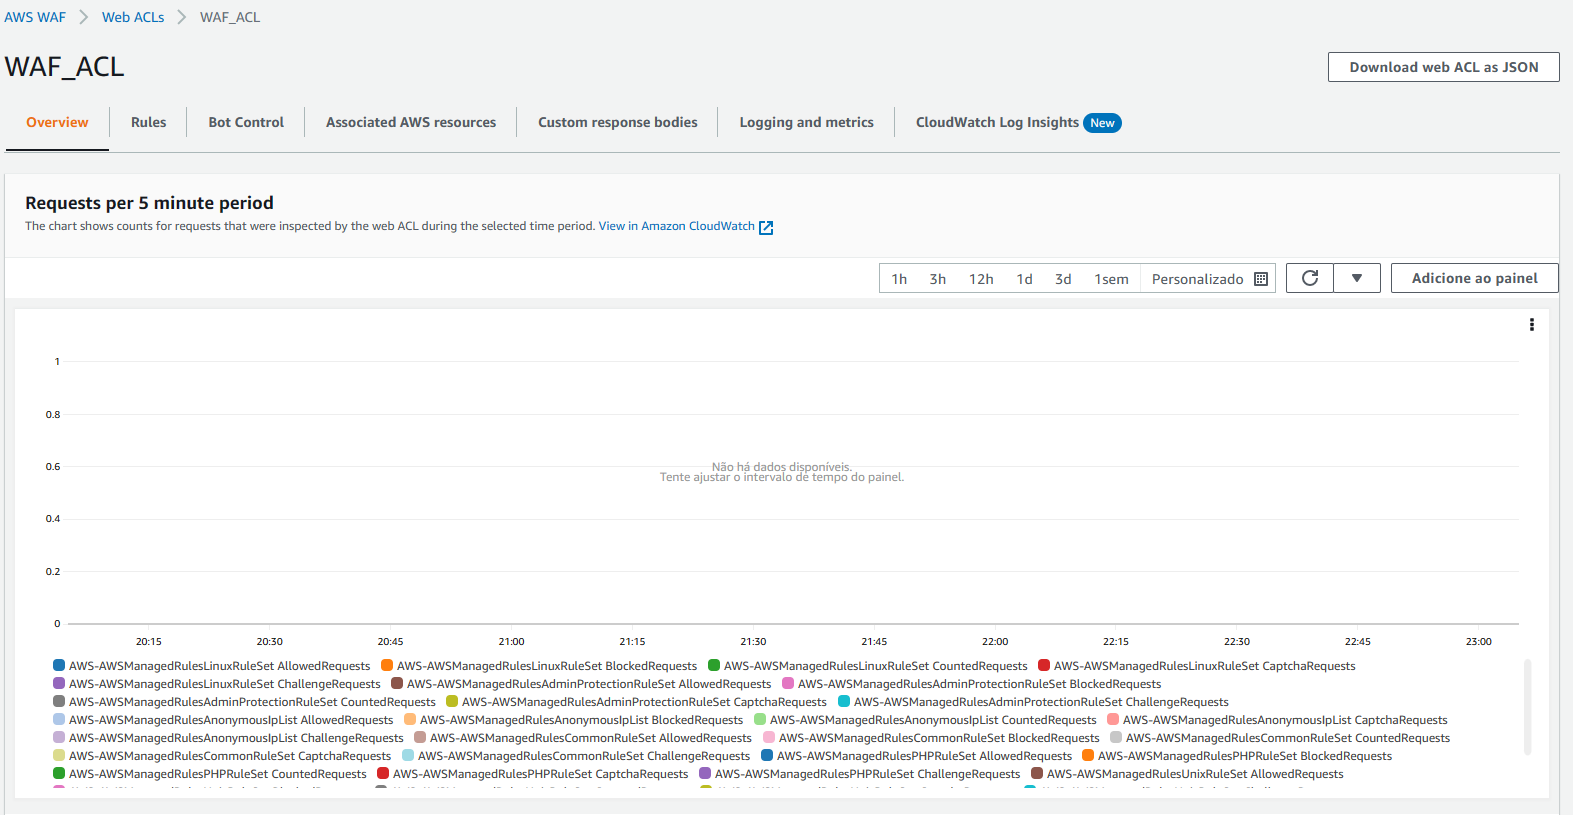 AWS WAF > Web ACLs > WAF_ACL
WAF_ACL
Download web ACL as JSON
Overview Rules Bot Control Associated AWS resources Custom response bodies Logging and metrics CloudWatch Log Insights New
Requests per 5 minute period
The chart shows counts for requests that were inspected by the web ACL during the selected time period. View in Amazon CloudWatch
1h 3h 12h 1d 3d 1sem Personalizado Adicione ao painel
1
0.8
0.6
Não há dados disponíveis.
Tente ajustar o intervalo de tempo do painel.
0.4
0.2
0
20:15 20:30 20:45 21:00 21:15 21:30 21:45 22:00 22:15 22:30 22:45 23:00
AWS-AWSManagedRulesLinuxRuleSet AllowedRequests AWS-AWSManagedRulesLinuxRuleSet BlockedRequests AWS-AWSManagedRulesLinuxRuleSet CountedRequests AWS-AWSManagedRulesLinuxRuleSet CaptchaRequests
AWS-AWSManagedRulesLinuxRuleSet ChallengeRequests AWS-AWSManagedRulesAdminProtectionRuleSet AllowedRequests AWS-AWSManagedRulesAdminProtectionRuleSet BlockedRequests
AWS-AWSManagedRulesAdminProtectionRuleSet CountedRequests AWS-AWSManagedRulesAdminProtectionRuleSet CaptchaRequests AWS-AWSManagedRulesAdminProtectionRuleSet ChallengeRequests
AWS-AWSManagedRulesAnonymousIpList AllowedRequests AWS-AWSManagedRulesAnonymousIpList BlockedRequests AWS-AWSManagedRulesAnonymousIpList CountedRequests AWS-AWSManagedRulesAnonymousIpList CaptchaRequests
AWS-AWSManagedRulesAnonymousIpList ChallengeRequests AWS-AWSManagedRulesCommonRuleSet AllowedRequests AWS-AWSManagedRulesCommonRuleSet BlockedRequests AWS-AWSManagedRulesCommonRuleSet CountedRequests
AWS-AWSManagedRulesCommonRuleSet CaptchaRequests AWS-AWSManagedRulesCommonRuleSet ChallengeRequests AWS-AWSManagedRulesPHPRuleSet AllowedRequests AWS-AWSManagedRulesPHPRuleSet BlockedRequests
AWS-AWSManagedRulesPHPRuleSet CountedRequests AWS-AWSManagedRulesPHPRuleSet CaptchaRequests AWS-AWSManagedRulesPHPRuleSet ChallengeRequests AWS-AWSManagedRulesUnixRuleSet AllowedRequests